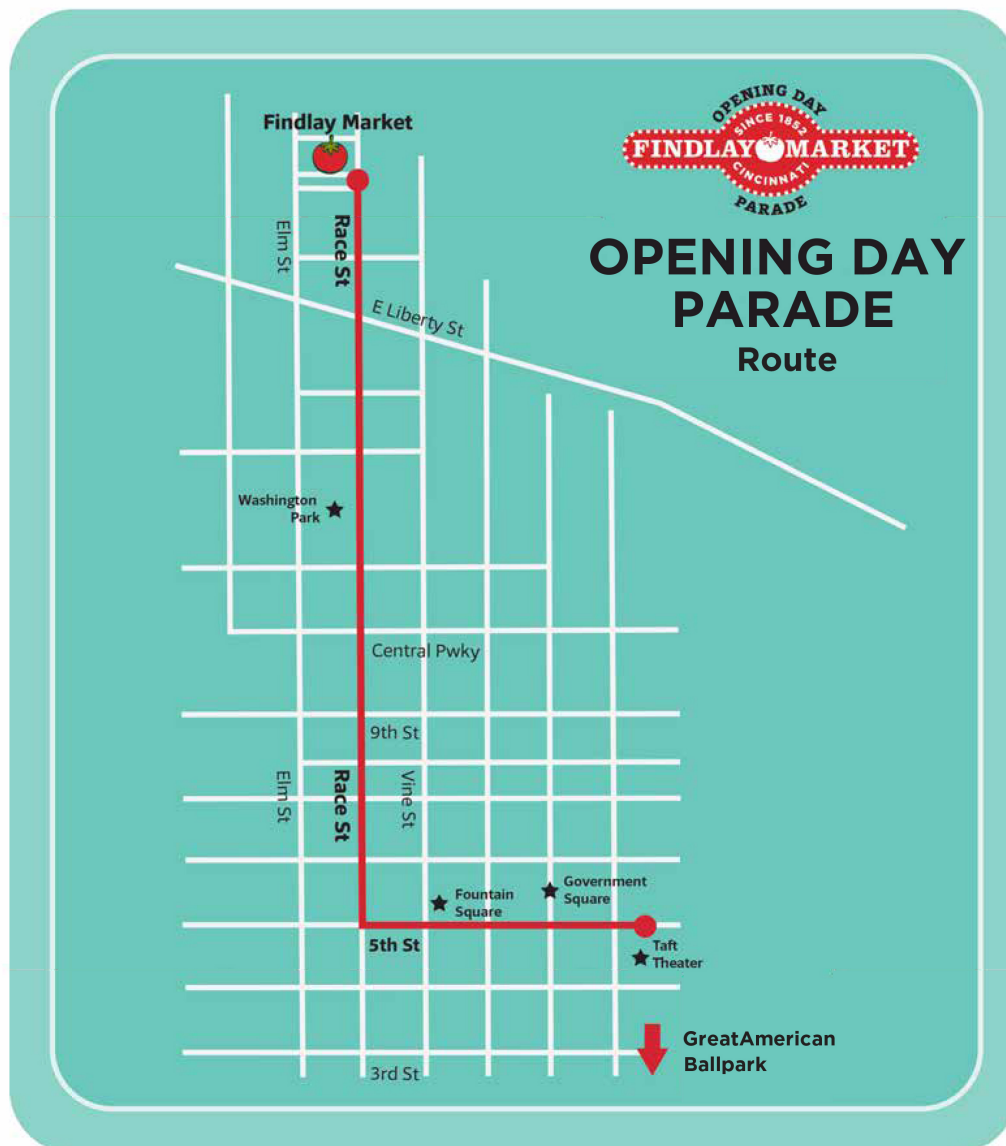 OPENING DAY
SINCE 1852
FINDLAY MARKET
CINCINNATI
PARADE
OPENING DAY
PARADE
Route
Findlay Market
Elm St
Race St
E Liberty St
Washington
Park
Central Pwky
9th St
Elm St
Race St
Vine St
Fountain
Square
Government
Square
5th St
Taft
Theater
GreatAmerican
Ballpark
3rd St